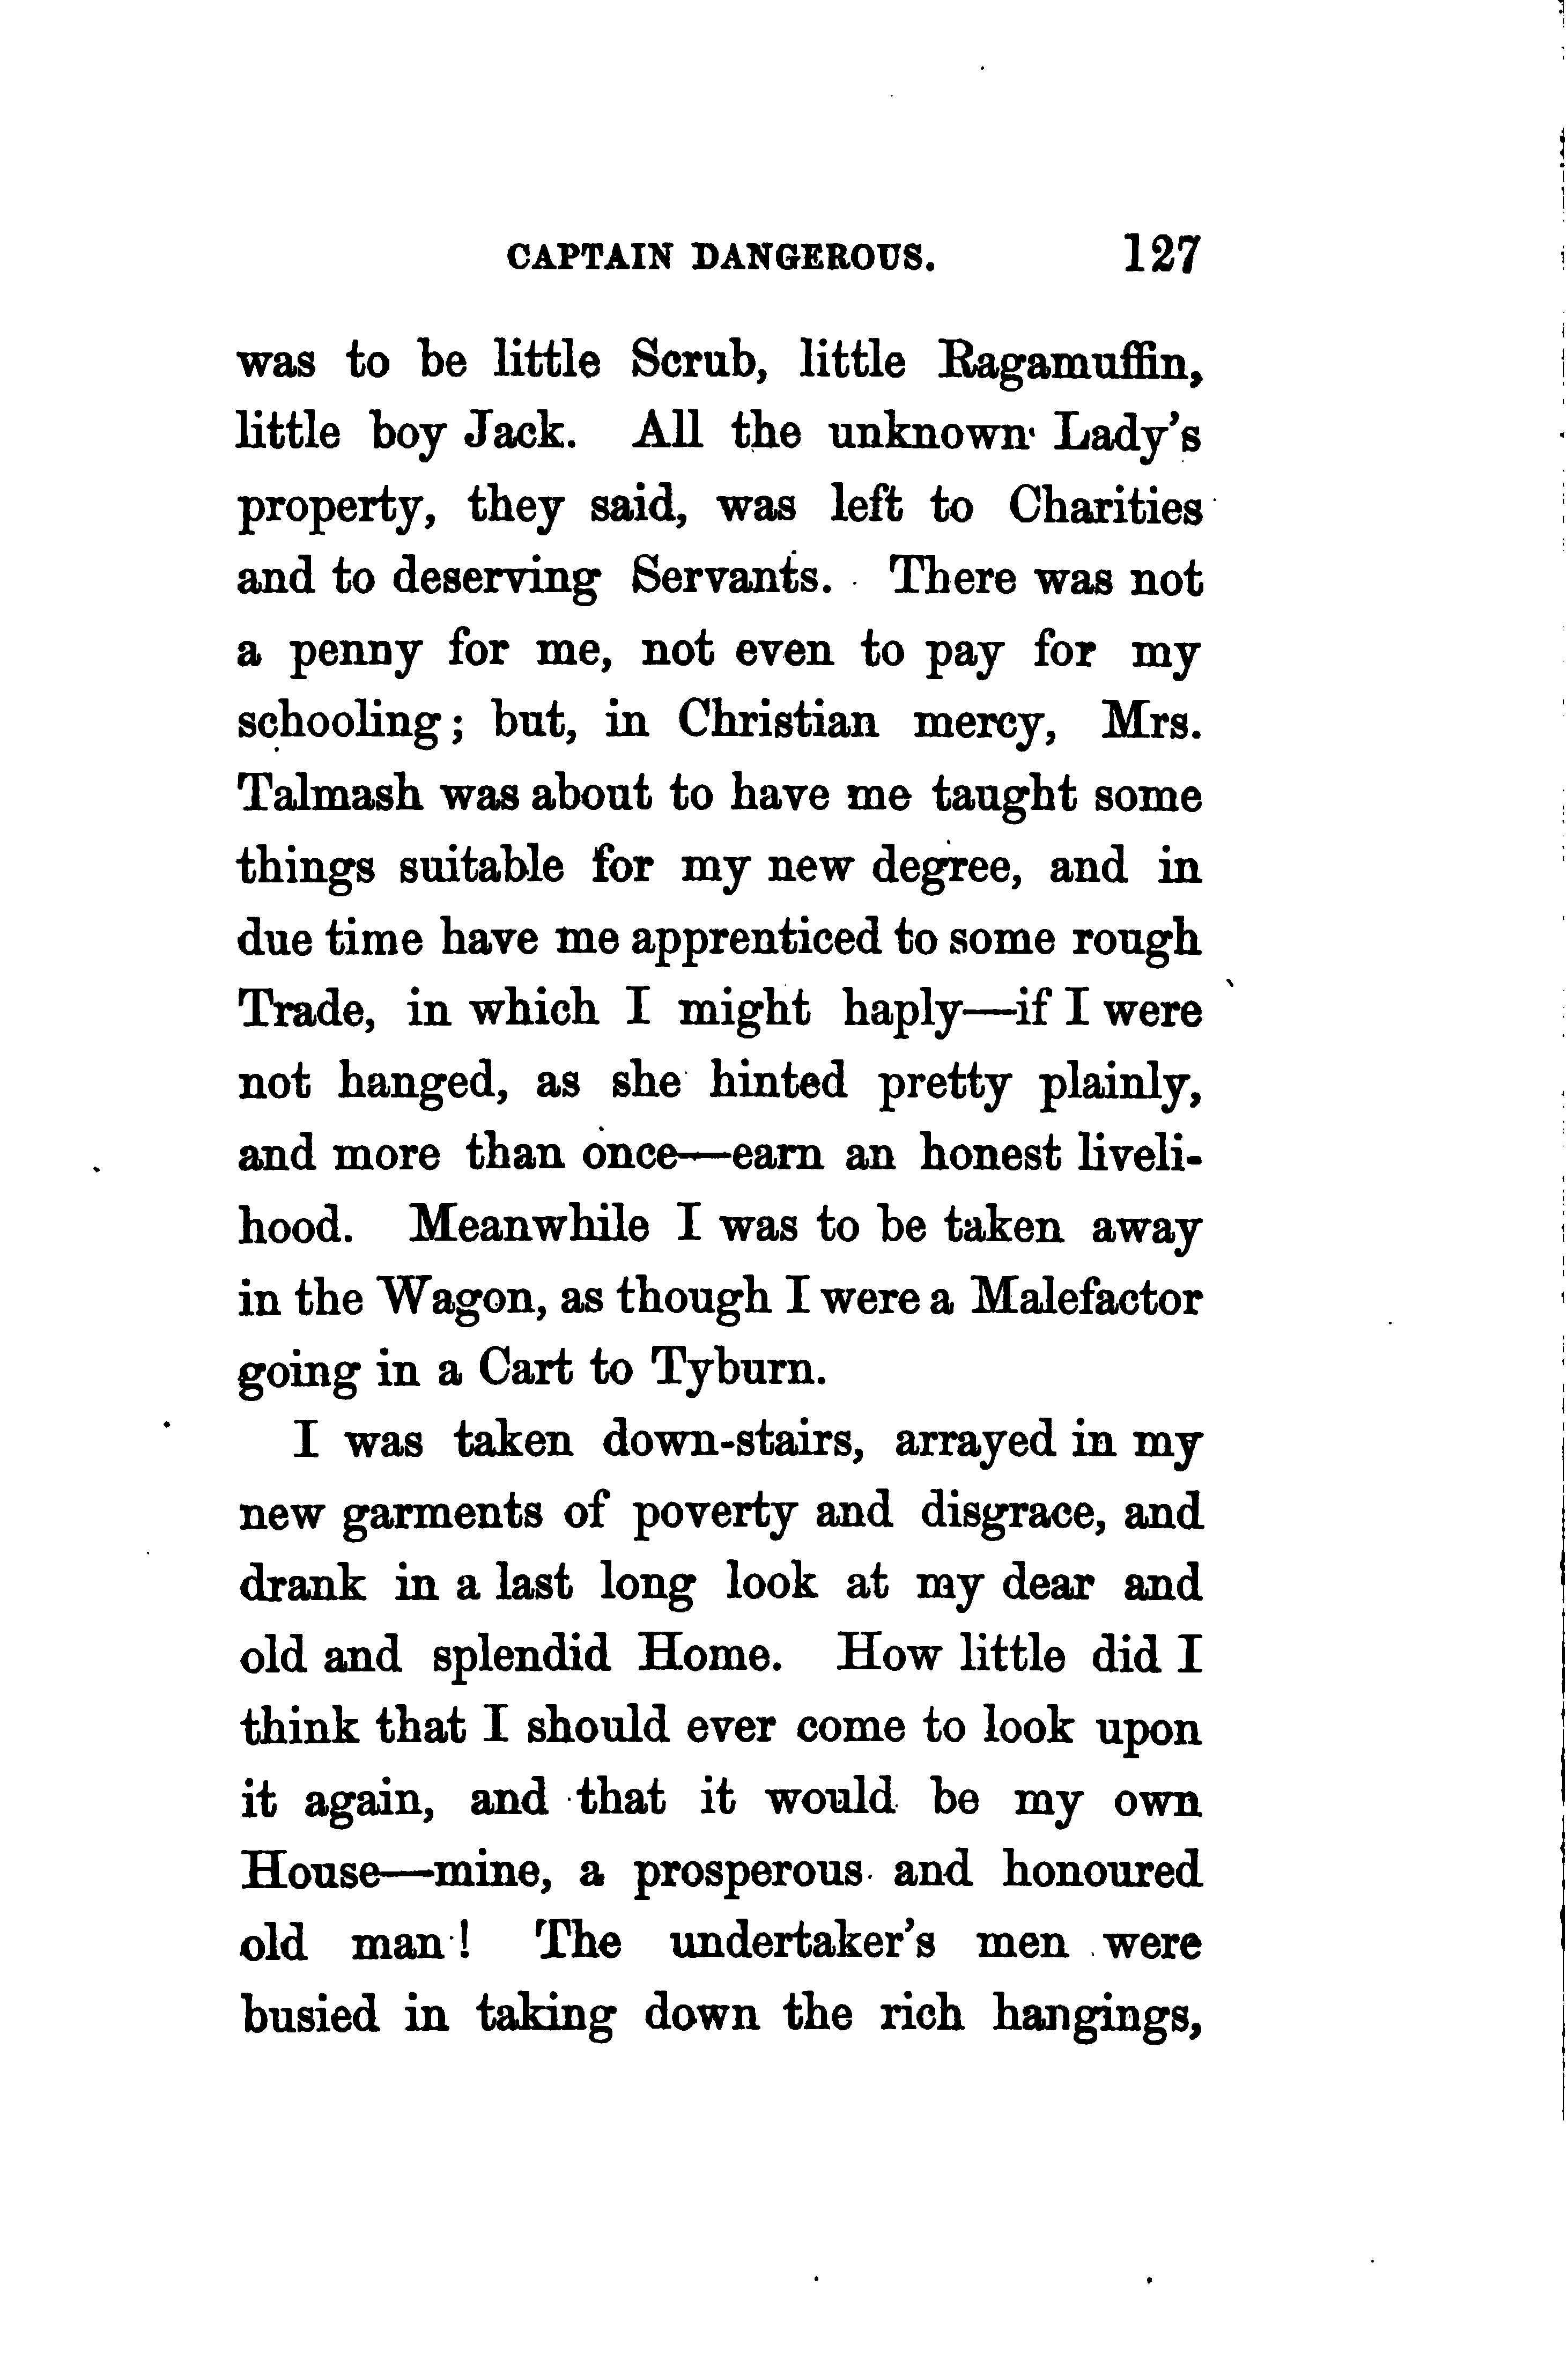 CAPTAIN DANGEROUS. 127
was to be little Scrub, little Ragamuffin,
little boy Jack. All the unknown Lady's
property, they said, was left to Charities
and to deserving Servants. There was not
a penny for me, not even to pay for my
schooling; but, in Christian mercy, Mrs.
Talmash was about to have me taught some
things suitable for my new degree, and in
due time have me apprenticed to some rough
Trade, in which I might haply—if I were
not hanged, as she hinted pretty plainly,
and more than once—earn an honest liveli-
hood. Meanwhile I was to be taken away
in the Wagon, as though I were a Malefactor
going in a Cart to Tyburn.
I was taken down-stairs, arrayed in my
new garments of poverty and disgrace, and
drank in a last long look at my dear and
old and splendid Home. How little did I
think that I should ever come to look upon
it again, and that it would be my own
House—mine, a prosperous and honoured
old man! The undertaker's men were
busied in taking down the rich hangings,